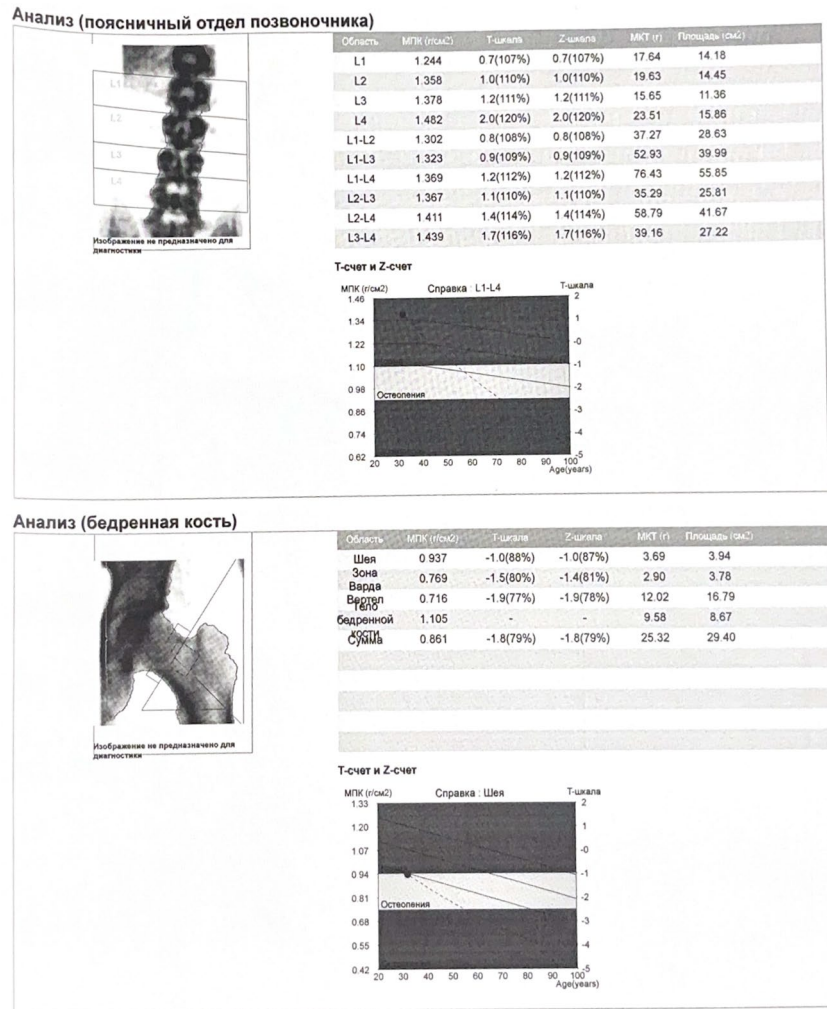 Анализ (поясничный отдел позвоночника)
Область МПК (г/см2) Т-шкала Z-шкала МКТ (г) Площадь (см2)
L1 1.244 0.7(107%) 0.7(107%) 17.64 14.18
L2 1.358 1.0(110%) 1.0(110%) 19.63 14.45
L3 1.378 1.2(111%) 1.2(111%) 15.65 11.36
L4 1.482 2.0(120%) 2.0(120%) 23.51 15.86
L1-L2 1.302 0.8(108%) 0.8(108%) 37.27 28.63
L1-L3 1.323 0.9(109%) 0.9(109%) 52.93 39.99
L1-L4 1.369 1.2(112%) 1.2(112%) 76.43 55.85
L2-L3 1.367 1.1(110%) 1.1(110%) 35.29 25.81
L2-L4 1.411 1.4(114%) 1.4(114%) 58.79 41.67
L3-L4 1.439 1.7(116%) 1.7(116%) 39.16 27.22
L1
L2
L3
L4
Изображение не предназначено для
диагностики
Т-счет и Z-счет
МПК (г/см2) Справка : L1-L4 Т-шкала
1.46 2
1.34 1
1.22 -0
1.10 -1
0.98 -2
Остеопения
0.86 -3
0.74 -4
0.62 -5
20 30 40 50 60 70 80 90 100
Age(years)
Анализ (бедренная кость)
Область МПК (г/см2) Т-шкала Z-шкала МКТ (г) Площадь (см2)
Шея 0.937 -1.0(88%) -1.0(87%) 3.69 3.94
Зона
Варда 0.769 -1.5(80%) -1.4(81%) 2.90 3.78
Вертел 0.716 -1.9(77%) -1.9(78%) 12.02 16.79
Тело
бедренной 1.105 - - 9.58 8.67
кости
Сумма 0.861 -1.8(79%) -1.8(79%) 25.32 29.40
Изображение не предназначено для
диагностики
Т-счет и Z-счет
МПК (г/см2) Справка : Шея Т-шкала
1.33 2
1.20 1
1.07 -0
0.94 -1
0.81 -2
Остеопения
0.68 -3
0.55 -4
0.42 -5
20 30 40 50 60 70 80 90 100
Age(years)